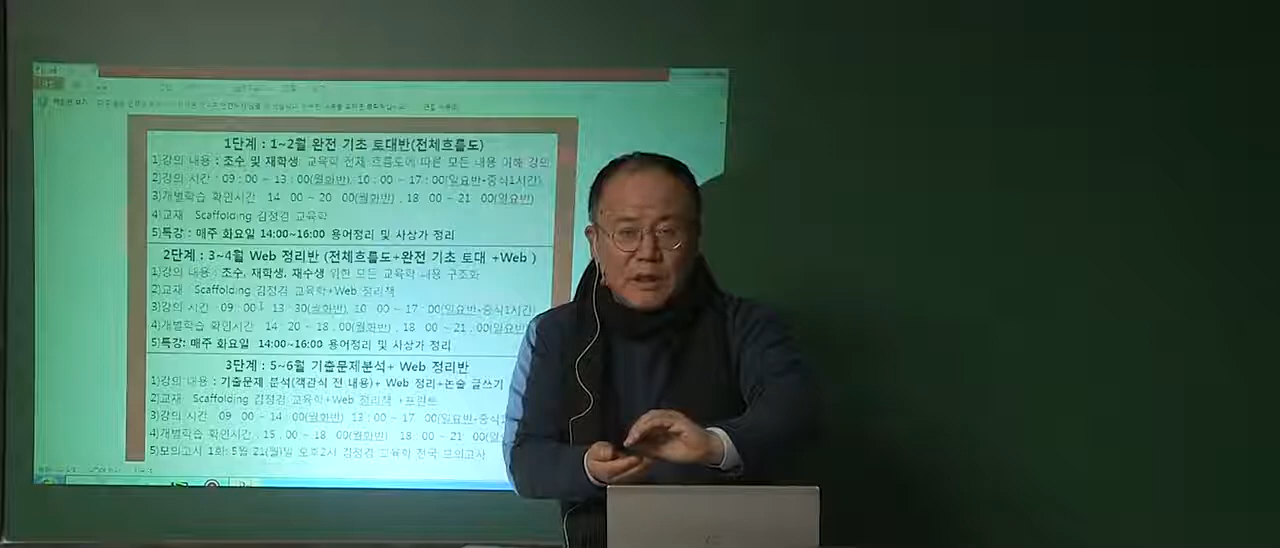 1단계 : 1~2월 완전 기초 토대반(전체흐름도)
1)강의 내용 : 초수 및 재학생 교육학 전체 흐름도에 따른 모든 내용 이해 강의
2)강의 시간 : 09 : 00 ~ 13 : 00(월화반), 10 : 00 ~ 17 : 00(일요반-중식1시간)
3)개별학습 확인시간 14 : 00 ~ 20 : 00(월화반) , 18 : 00 ~ 21 : 00(일요반)
4)교재 Scaffolding 김정겸 교육학
5)특강 : 매주 화요일 14:00~16:00 용어정리 및 사상가 정리
2단계 : 3~4월 Web 정리반 (전체흐름도+완전 기초 토대 +Web )
1)강의 내용 : 초수, 재학생, 재수생 위한 모든 교육학 내용 구조화
2)교재 Scaffolding 김정겸 교육학+Web 정리책
3)강의 시간 : 09 : 00 ~ 13 : 30(월화반), 10 : 00 ~ 17 : 00(일요반-중식1시간)
4)개별학습 확인시간 14 : 20 ~ 18 : 00(월화반) , 18 : 00 ~ 21 : 00(일요반
5)특강: 매주 화요일 14:00~16:00 용어정리 및 사상가 정리
3단계 : 5~6월 기출문제분석+ Web 정리반
1)강의 내용 : 기출문제 분석(객관식 전 내용)+ Web 정리+논술 글쓰기
2)교재 Scaffolding 김정겸 교육학+Web 정리책 +프린트
3)강의 시간 : 09 : 00 ~ 14 : 00(월화반) 13 : 00 ~ 17 : 00(일요반-중식1
4)개별학습 확인시간 : 15 : 00 ~ 18 : 00(월화반) 18 : 00 ~ 21 : 00(일
5)모의고사 1회: 5월 21(월)일 오후2시 김정겸 교육학 전국 모의고사